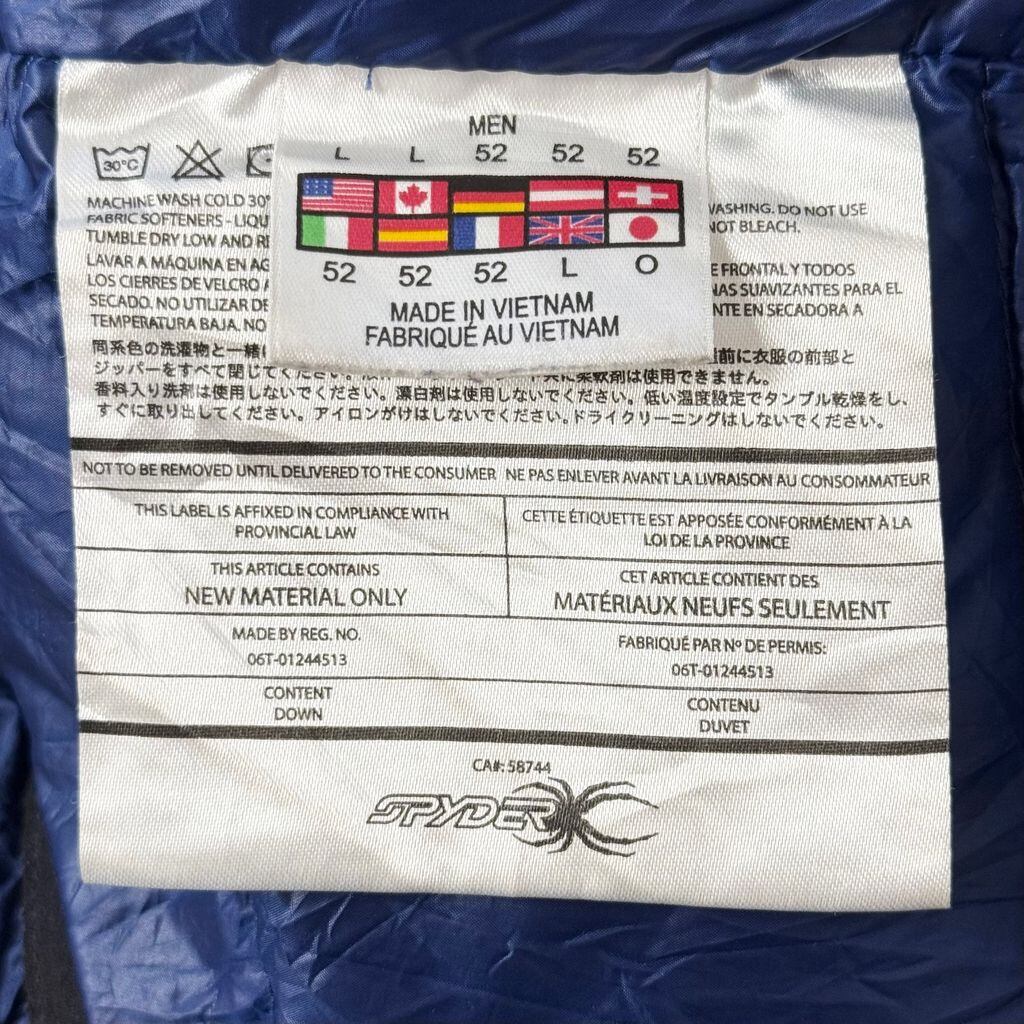 MEN
L L 52 52 52
52 52 52 L O
MADE IN VIETNAM
FABRIQUÉ AU VIETNAM
30°C
MACHINE WASH COLD 30° WASHING. DO NOT USE
FABRIC SOFTENERS - LIQU NOT BLEACH.
TUMBLE DRY LOW AND RE
LAVAR A MÁQUINA EN AG E FRONTAL Y TODOS
LOS CIERRES DE VELCRO NAS SUAVIZANTES PARA EL
SECADO. NO UTILIZAR DE NTE EN SECADORA A
TEMPERATURA BAJA. NO
同系色の洗濯物と一緒に 前に衣服の前部と
ジッパーをすべて閉じてください。 柔軟剤は使用できません。
香料入り洗剤は使用しないでください。漂白剤は使用しないでください。低い温度設定でタンブル乾燥をし、
すぐに取り出してください。アイロンがけはしないでください。ドライクリーニングはしないでください。
NOT TO BE REMOVED UNTIL DELIVERED TO THE CONSUMER NE PAS ENLEVER AVANT LA LIVRAISON AU CONSOMMATEUR
THIS LABEL IS AFFIXED IN COMPLIANCE WITH
PROVINCIAL LAW
CETTE ÉTIQUETTE EST APPOSÉE CONFORMÉMENT À LA
LOI DE LA PROVINCE
THIS ARTICLE CONTAINS
NEW MATERIAL ONLY
CET ARTICLE CONTIENT DES
MATÉRIAUX NEUFS SEULEMENT
MADE BY REG. NO.
06T-01244513
FABRIQUÉ PAR Nº DE PERMIS:
06T-01244513
CONTENT
DOWN
CONTENU
DUVET
CA#: 58744
SPYDER